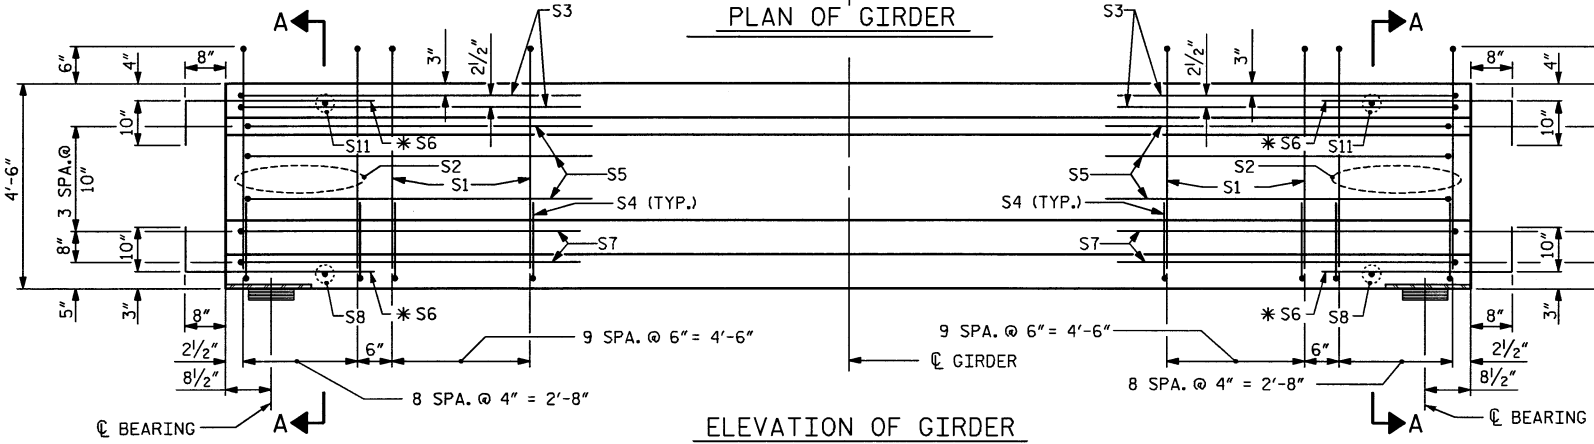 PLAN OF GIRDER
A
S3
S3
A
8"
6"
4"
3"
2½"
2½"
3"
8"
4"
10"
S11
✳ S6
✳ S6
S11
10"
4'-6"
3 SPA.@ 10"
S2
S1
S5
S5
S1
S2
S4 (TYP.)
S4 (TYP.)
8"
10"
S7
S7
10"
5"
3"
8"
S8
✳ S6
✳ S6
S8
8"
3"
2½"
6"
9 SPA. @ 6" = 4'-6"
9 SPA. @ 6" = 4'-6"
6"
2½"
8½"
℄ GIRDER
8½"
8 SPA. @ 4" = 2'-8"
8 SPA. @ 4" = 2'-8"
℄ BEARING
A
ELEVATION OF GIRDER
A
℄ BEARING